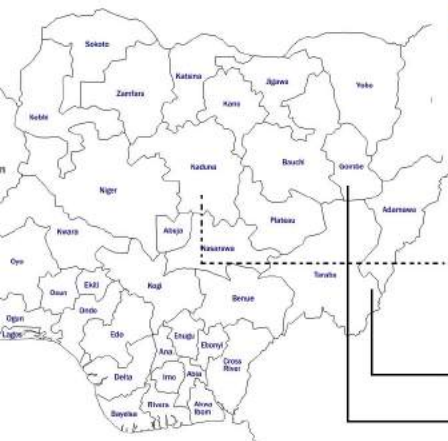 Sokoto
Katsina
Jigawa
Yobe
Zamfara
Kano
Kebbi
Kaduna
Bauchi
Gombe
n
Niger
Adamawa
Plateau
Abuja
Kwara
Nasarawa
Oyo
Taraba
Ekiti
Kogi
Osun
Benue
Ondo
Ogun
Lagos
Edo
Enugu
Ebonyi
Ana
Cross
River
Delta
Imo
Abia
Rivers
Akwa
Ibom
Bayelsa